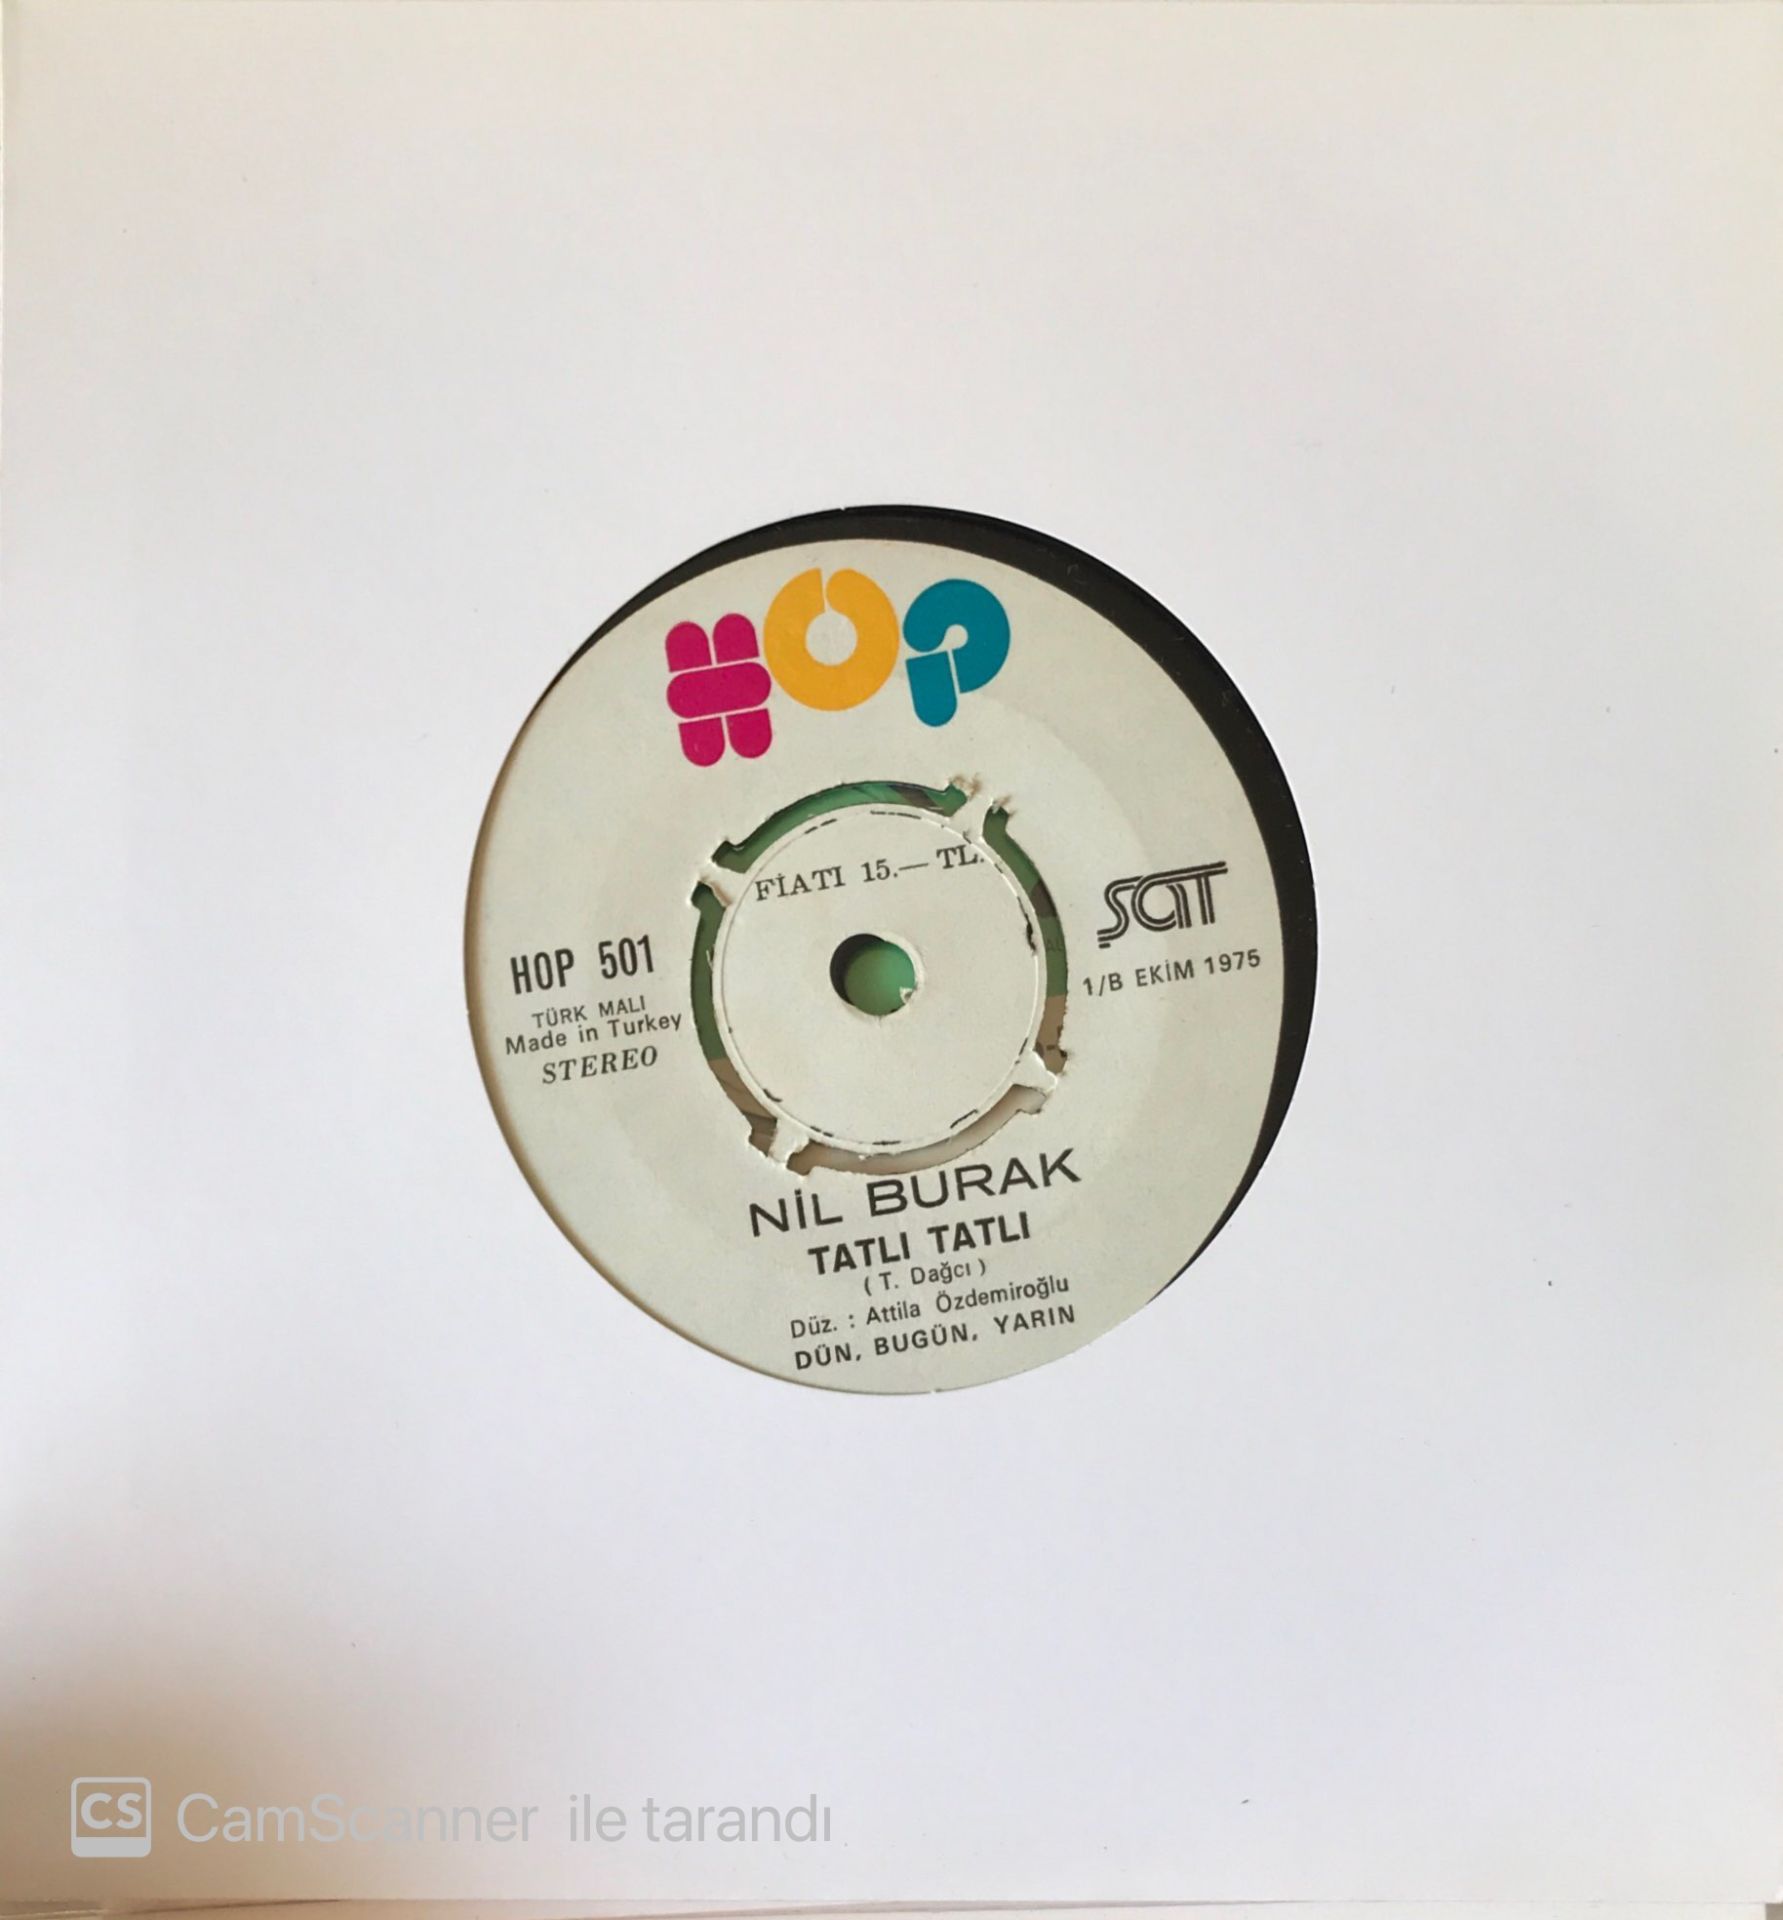 HOP
FİATI 15.— TL.
ŞAT
1/B EKİM 1975
HOP 501
TÜRK MALI
Made in Turkey
STEREO
NİL BURAK
TATLI TATLI
( T. Dağcı )
Düz. : Attila Özdemiroğlu
DÜN, BUGÜN, YARIN
CS CamScanner ile tarandı